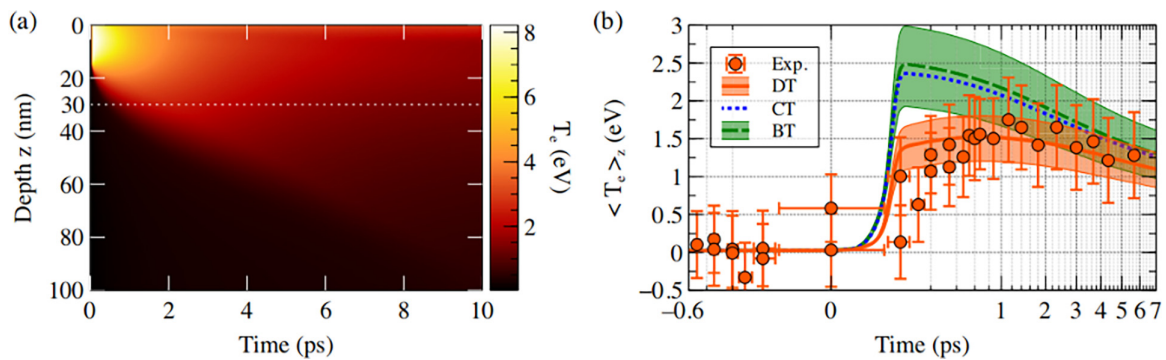 (a)
0
20
30
40
60
80
100
Depth z (nm)
0 2 4 6 8 10
Time (ps)
8
6
4
2
T_e (eV)
(b)
3
2.5
2
1.5
1
0.5
0
−0.5
< T_e >_z (eV)
Exp.
DT
CT
BT
−0.6 0 1 2 3 4 5 6 7
Time (ps)